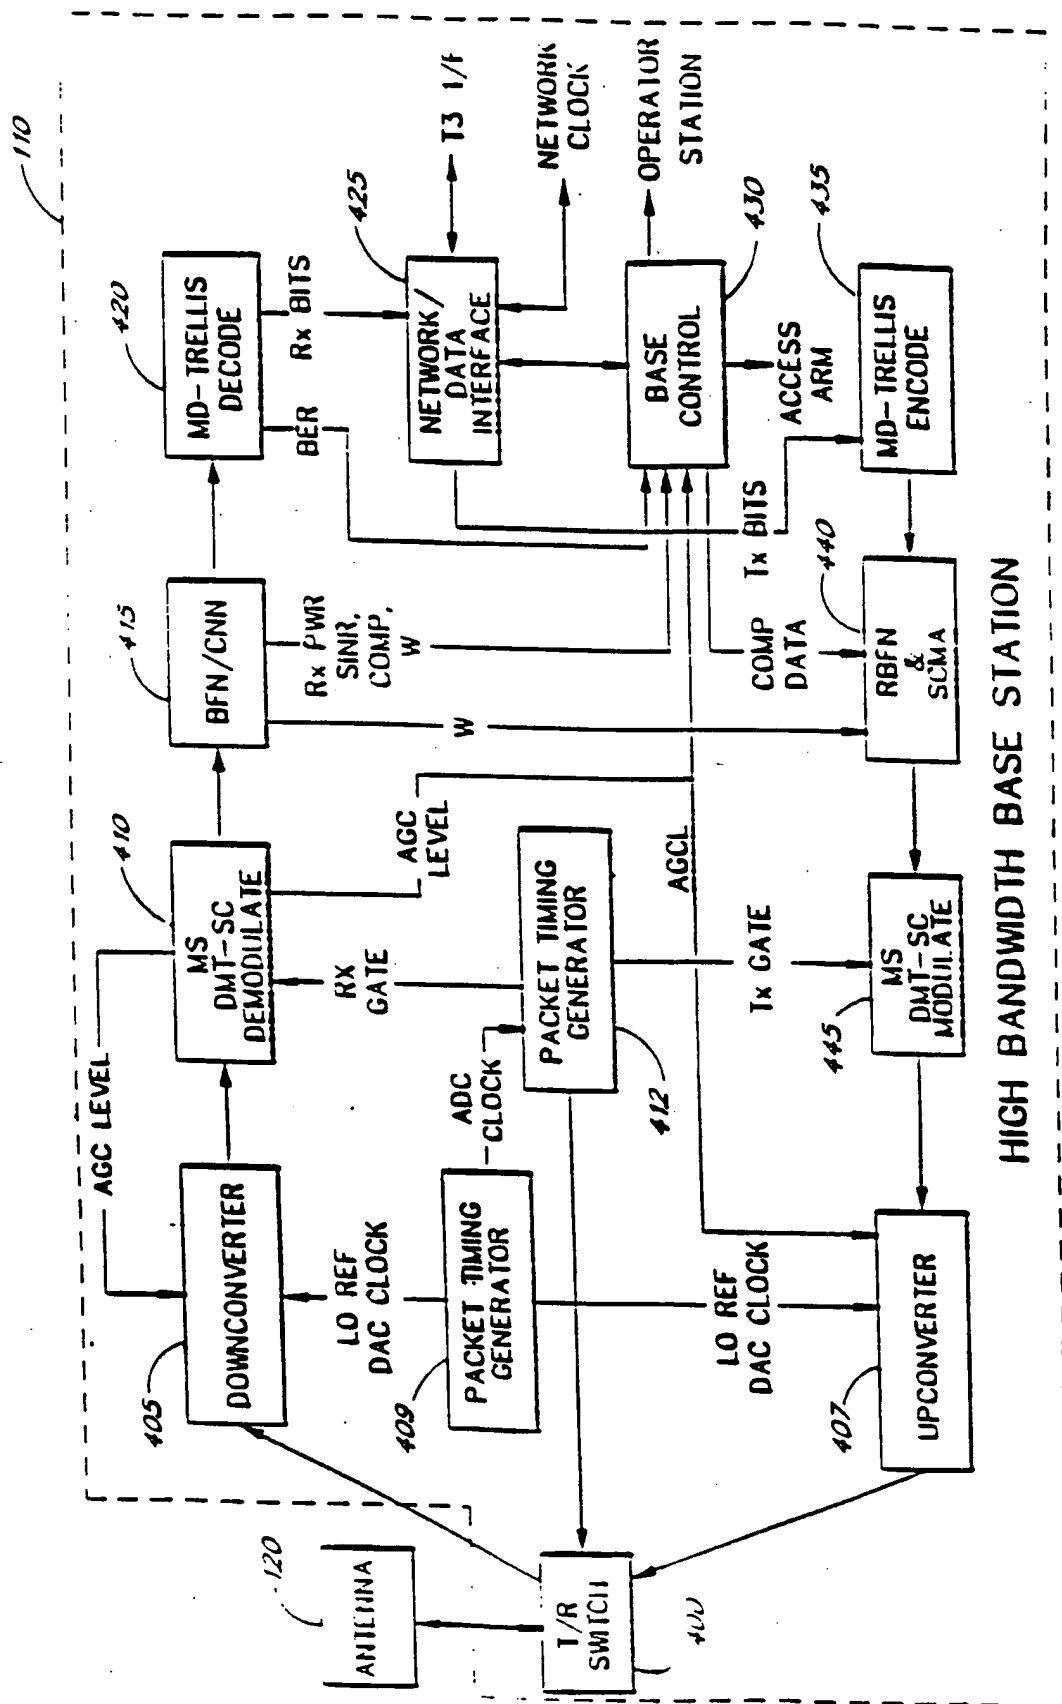 110
ANTENNA
120
T/R
SWITCH
400
DOWNCONVERTER
405
AGC LEVEL
MS
DMT-SC
DEMODULATE
410
BFN/CNN
415
MD-TRELLIS
DECODE
420
LO REF
DAC CLOCK
RX
GATE
AGC
LEVEL
W
Rx PWR
SINR,
COMP,
W
BER
Rx BITS
PACKET TIMING
GENERATOR
409
ADC
CLOCK
PACKET TIMING
GENERATOR
412
NETWORK/
DATA
INTERFACE
425
T3 I/F
NETWORK
CLOCK
AGCL
BASE
CONTROL
430
OPERATOR
STATION
LO REF
DAC CLOCK
Tx GATE
COMP
DATA
Tx BITS
ACCESS
ARM
UPCONVERTER
407
MS
DMT-SC
MODULATE
445
RBFN
&
SCMA
440
MD-TRELLIS
ENCODE
435
HIGH BANDWIDTH BASE STATION